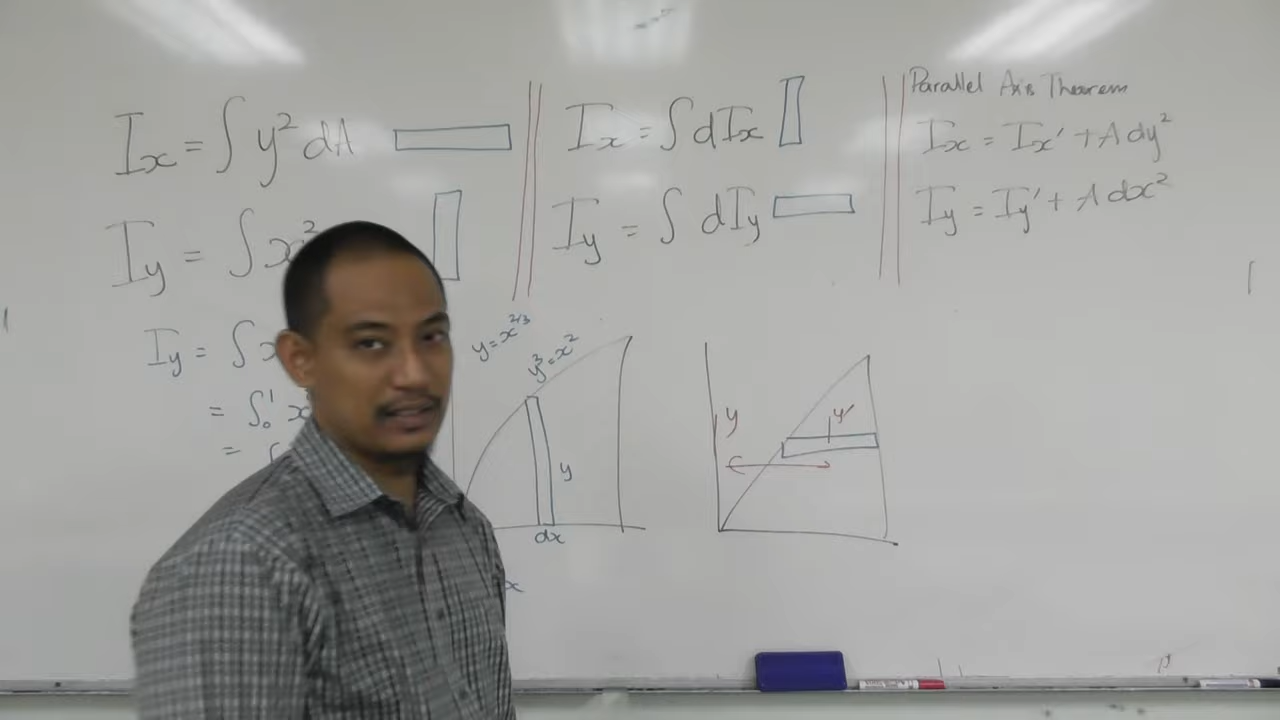 Ix = ∫ y² dA
Iy = ∫ x²
Iy = ∫ x
= ∫₀¹ x
= ∫
Ix = ∫ dIx
Iy = ∫ dIy
Parallel Axis Theorem
Ix = Ix' + A dy²
Iy = Iy' + A dx²
y = x^2/3
y³ = x²
y
dx
x
y
y'